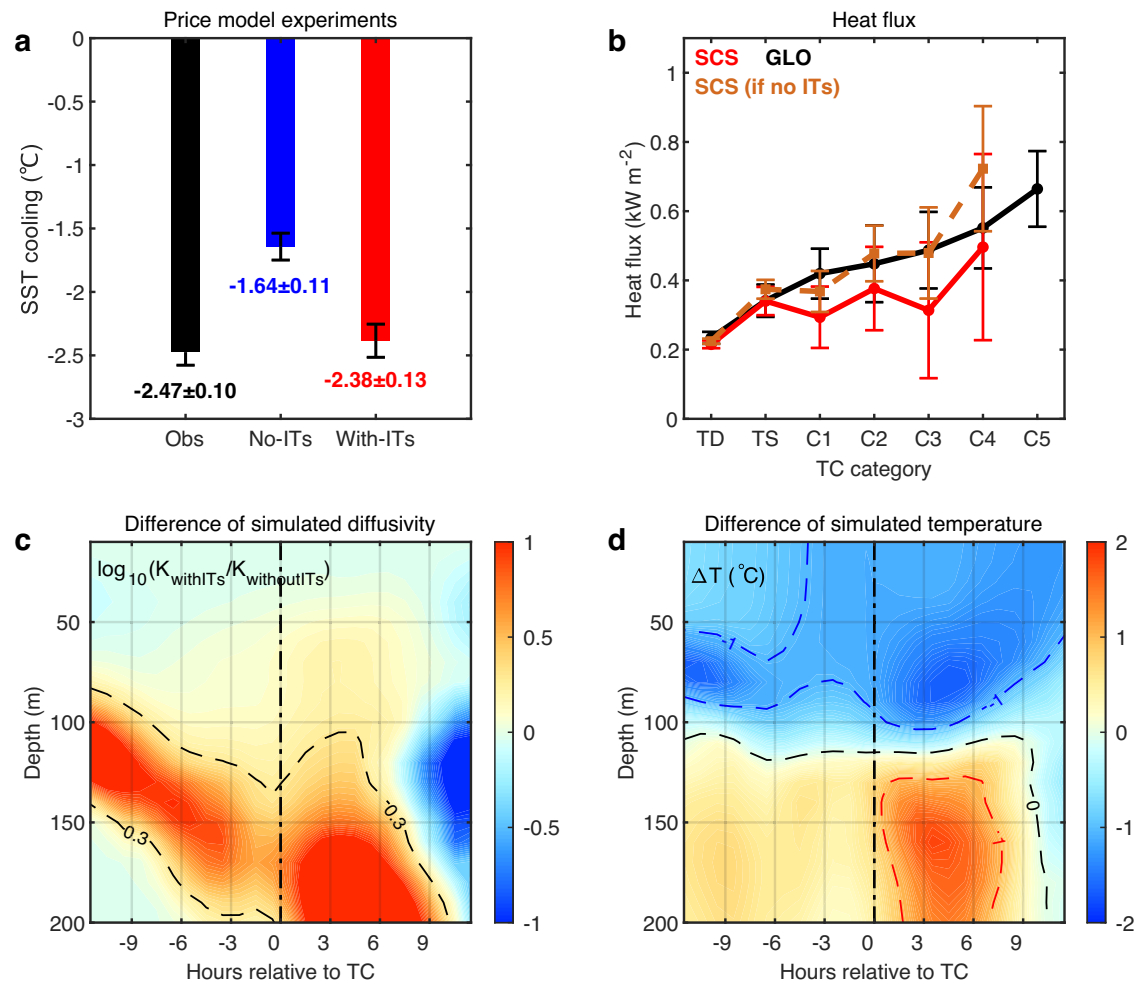 Price model experiments
a
0
-0.5
-1
-1.5
-2
-2.5
-3
SST cooling (℃)
-2.47±0.10
-1.64±0.11
-2.38±0.13
Obs
No-ITs
With-ITs
Heat flux
b
SCS GLO
SCS (if no ITs)
1
0.8
0.6
0.4
0.2
0
Heat flux (kW m-2)
TD
TS
C1
C2
C3
C4
C5
TC category
Difference of simulated diffusivity
c
log10(KwithITs/KwithoutITs)
50
100
150
200
Depth (m)
0.3
0.3
-9
-6
-3
0
3
6
9
Hours relative to TC
1
0.5
0
-0.5
-1
Difference of simulated temperature
d
ΔT (°C)
50
100
150
200
Depth (m)
-1
-1
0
1
-9
-6
-3
0
3
6
9
Hours relative to TC
2
1
0
-1
-2